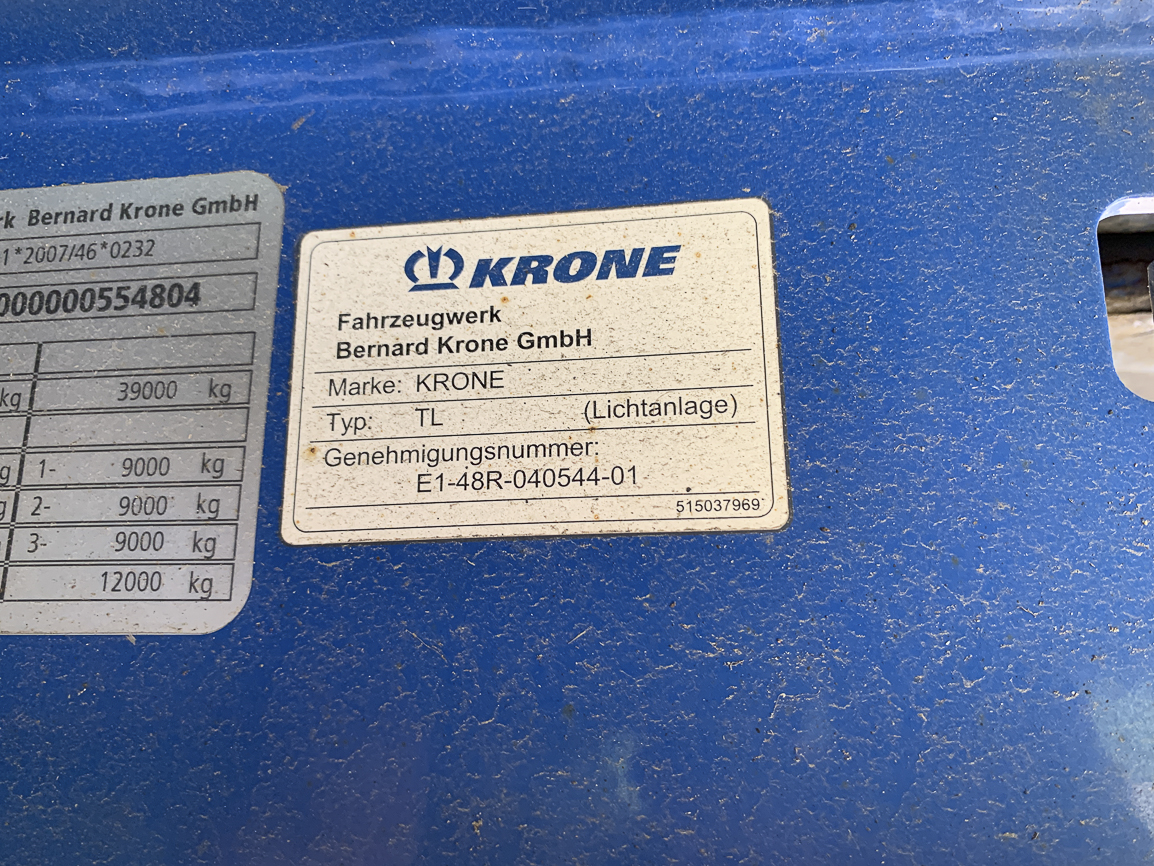 Bernard Krone GmbH
1*2007/46*0232
000000554804
39000 kg
kg
1- 9000 kg
2- 9000 kg
3- 9000 kg
12000 kg
KRONE
Fahrzeugwerk
Bernard Krone GmbH
Marke: KRONE
Typ: TL (Lichtanlage)
Genehmigungsnummer:
E1-48R-040544-01
515037969